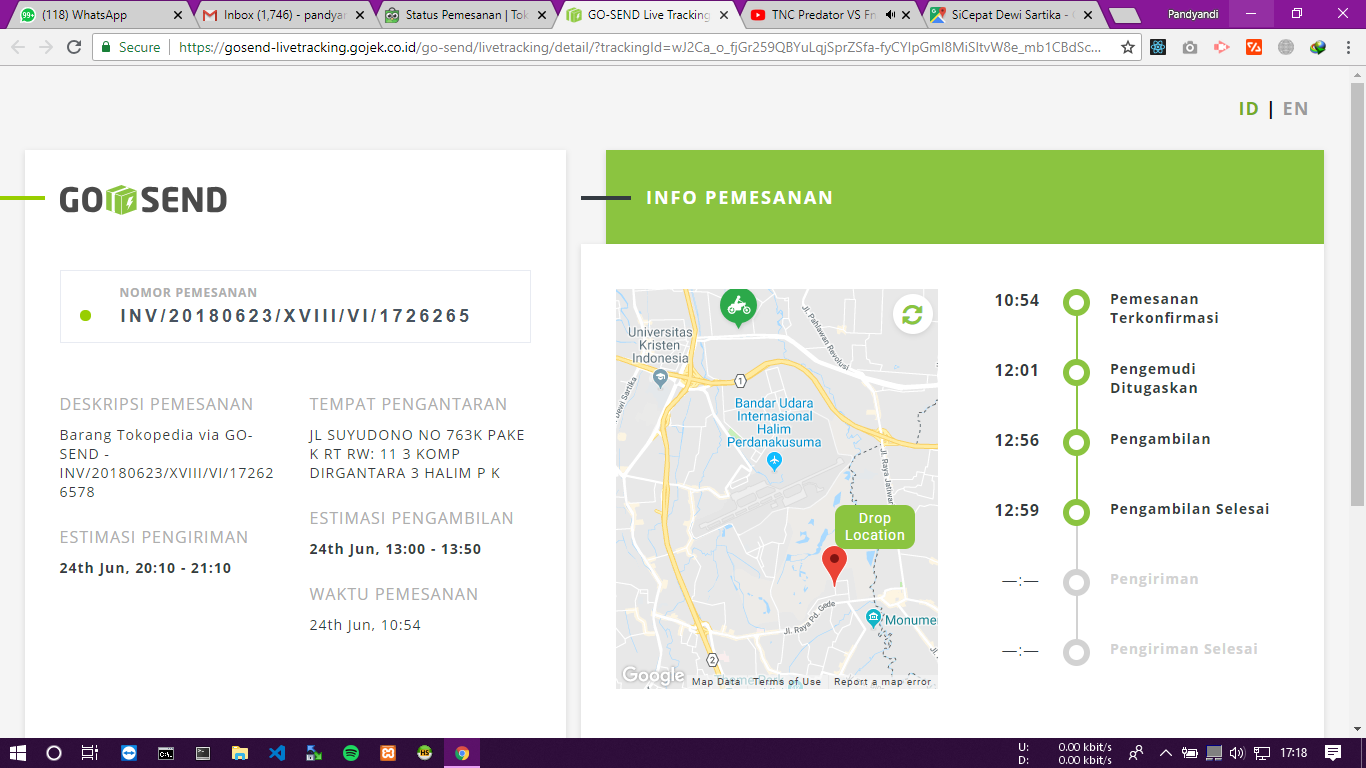 (118) WhatsApp
Inbox (1,746) - pandyar
Status Pemesanan | Tok
GO-SEND Live Tracking
TNC Predator VS Fn
SiCepat Dewi Sartika -
Pandyandi
Secure
https://gosend-livetracking.gojek.co.id/go-send/livetracking/detail/?trackingId=wJ2Ca_o_fjGr259QBYuLqjSprZSfa-fyCYlpGmI8MiSltvW8e_mb1CBdSc...
ID | EN
GO SEND
INFO PEMESANAN
NOMOR PEMESANAN
INV/20180623/XVIII/VI/1726265
DESKRIPSI PEMESANAN
Barang Tokopedia via GO-
SEND -
INV/20180623/XVIII/VI/17262
6578
ESTIMASI PENGIRIMAN
24th Jun, 20:10 - 21:10
TEMPAT PENGANTARAN
JL SUYUDONO NO 763K PAKE
K RT RW: 11 3 KOMP
DIRGANTARA 3 HALIM P K
ESTIMASI PENGAMBILAN
24th Jun, 13:00 - 13:50
WAKTU PEMESANAN
24th Jun, 10:54
Universitas
Kristen
Indonesia
Dewi Sartika
Jl. Pahlawan Revolusi
1
Bandar Udara
Internasional
Halim
Perdanakusuma
Jl. Raya Jatiwar
Drop
Location
Jl. Raya Pd. Gede
Monume
2
Google
Map Data
Terms of Use
Report a map error
10:54
Pemesanan
Terkonfirmasi
12:01
Pengemudi
Ditugaskan
12:56
Pengambilan
12:59
Pengambilan Selesai
—:—
Pengiriman
—:—
Pengiriman Selesai
U: 0.00 kbit/s
D: 0.00 kbit/s
17:18